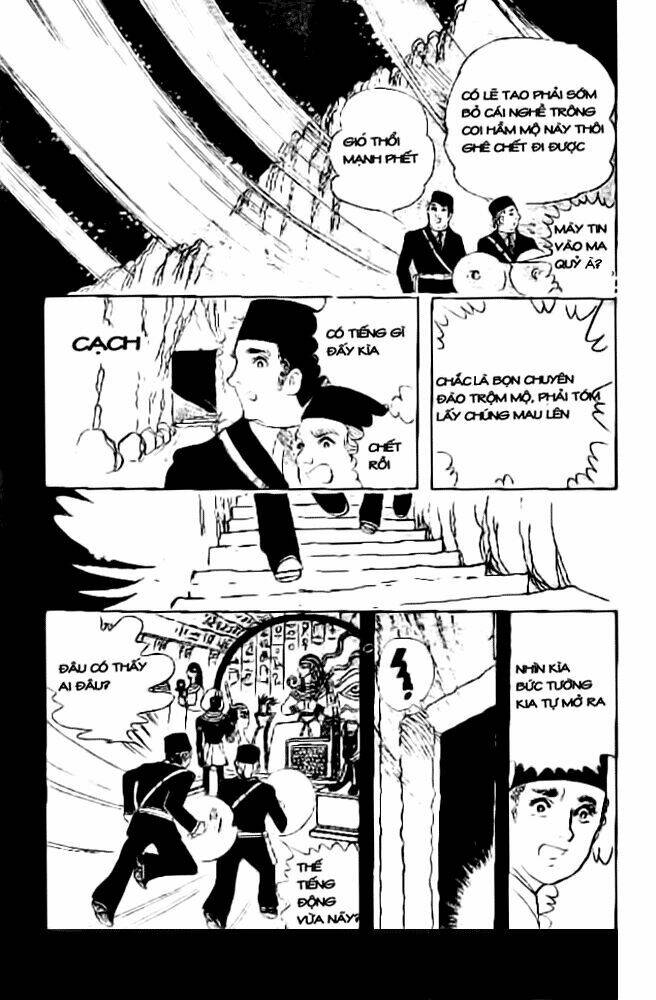 GIÓ THỔI
MẠNH PHẾT
CÓ LẼ TAO PHẢI SỚM
BỎ CÁI NGHỀ TRÔNG
COI HẦM MỘ NÀY THÔI
GHÊ CHẾT ĐI ĐƯỢC
MÀY TIN
VÀO MA
QUỶ À?
CẠCH
CÓ TIẾNG GÌ
ĐẤY KÌA
CHẾT
RỒI
CHẮC LÀ BỌN CHUYÊN
ĐÀO TRỘM MỘ, PHẢI TÓM
LẤY CHÚNG MAU LÊN
ĐÂU CÓ THẤY
AI ĐÂU?
THẾ
TIẾNG
ĐỘNG
VỪA NÃY?
NHÌN KÌA
BỨC TƯỜNG
KIA TỰ MỞ RA